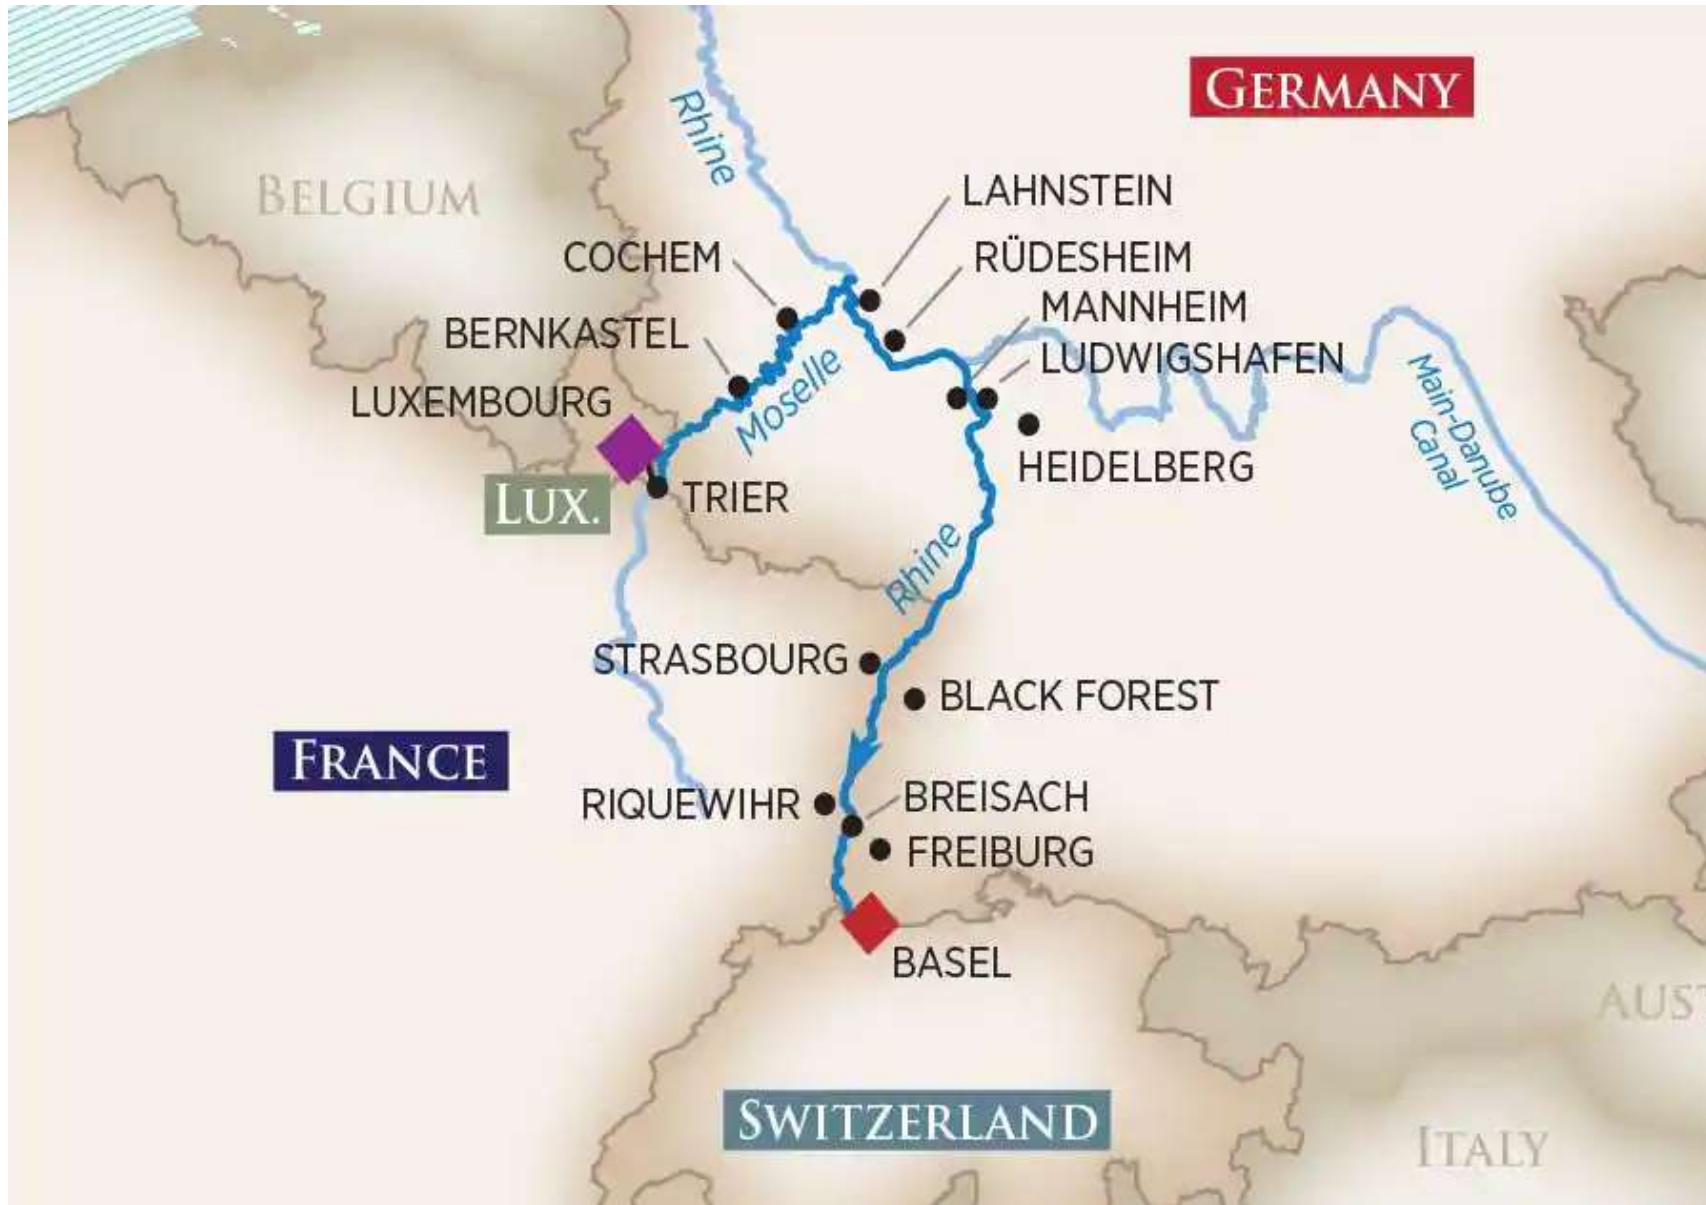 GERMANY
Rhine
BELGIUM
LAHNSTEIN
COCHEM
RÜDESHEIM
MANNHEIM
BERNKASTEL
LUDWIGSHAFEN
LUXEMBOURG
Moselle
Main-Danube
Canal
HEIDELBERG
LUX.
TRIER
Rhine
STRASBOURG
BLACK FOREST
FRANCE
RIQUEWIHR
BREISACH
FREIBURG
BASEL
AUST
SWITZERLAND
ITALY